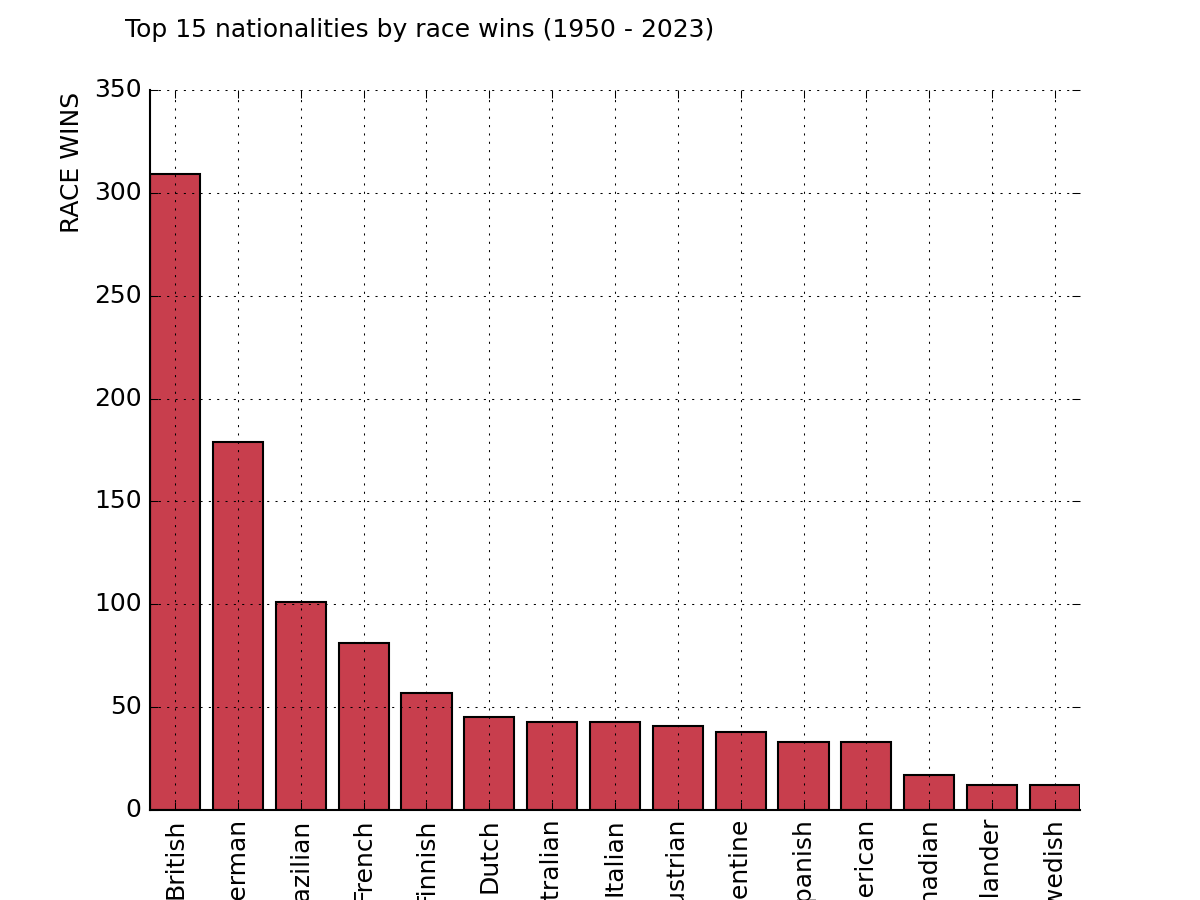 Top 15 nationalities by race wins (1950 - 2023)
RACE WINS
350
300
250
200
150
100
50
0
British
erman
azilian
French
Finnish
Dutch
tralian
Italian
ustrian
entine
panish
erican
nadian
lander
wedish